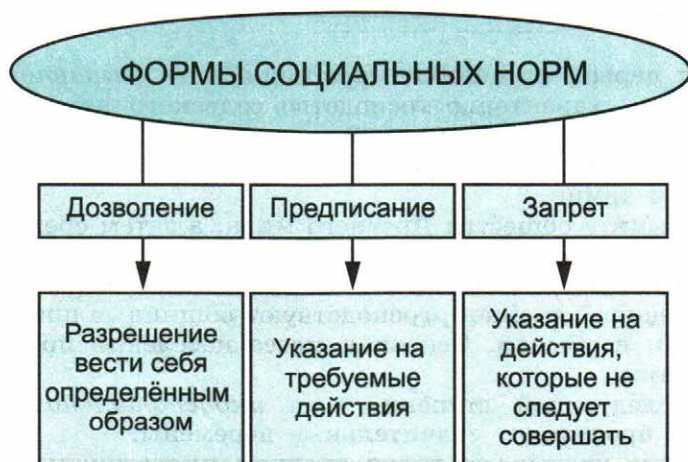 ФОРМЫ СОЦИАЛЬНЫХ НОРМ
Дозволение
Предписание
Запрет
Разрешение
вести себя
определённым
образом
Указание на
требуемые
действия
Указание на
действия,
которые не
следует
совершать